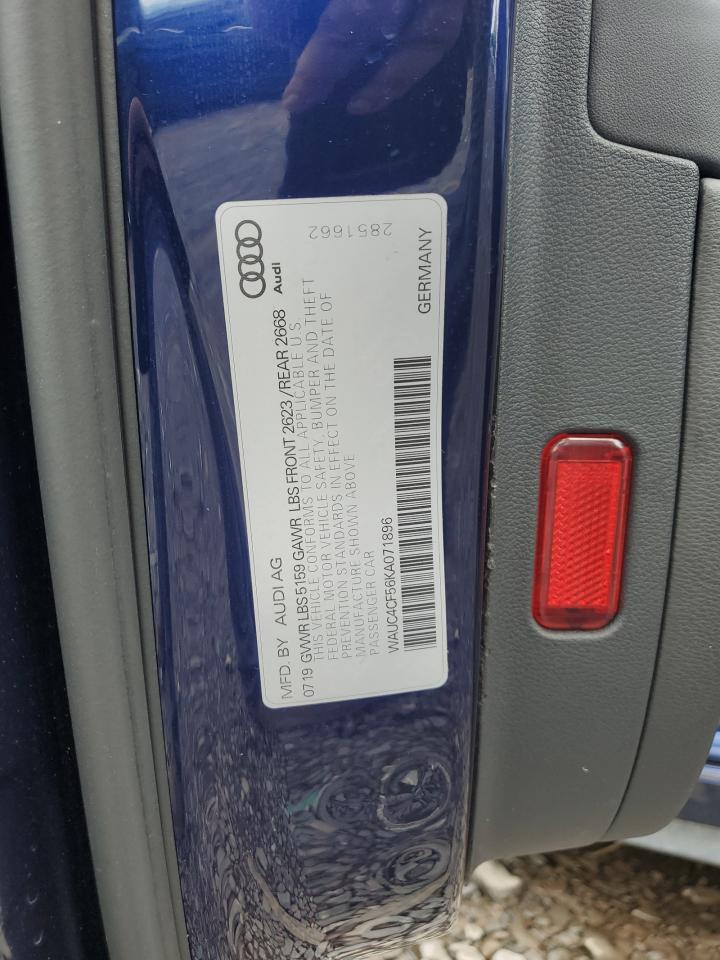 MFD. BY AUDI AG
Audi
0719 GVWR LBS 5159 GAWR LBS FRONT 2623 / REAR 2668
THIS VEHICLE CONFORMS TO ALL APPLICABLE U.S.
FEDERAL MOTOR VEHICLE SAFETY, BUMPER AND THEFT
PREVENTION STANDARDS IN EFFECT ON THE DATE OF
MANUFACTURE SHOWN ABOVE
PASSENGER CAR
WAUC4CF56KA071896
GERMANY
2851662